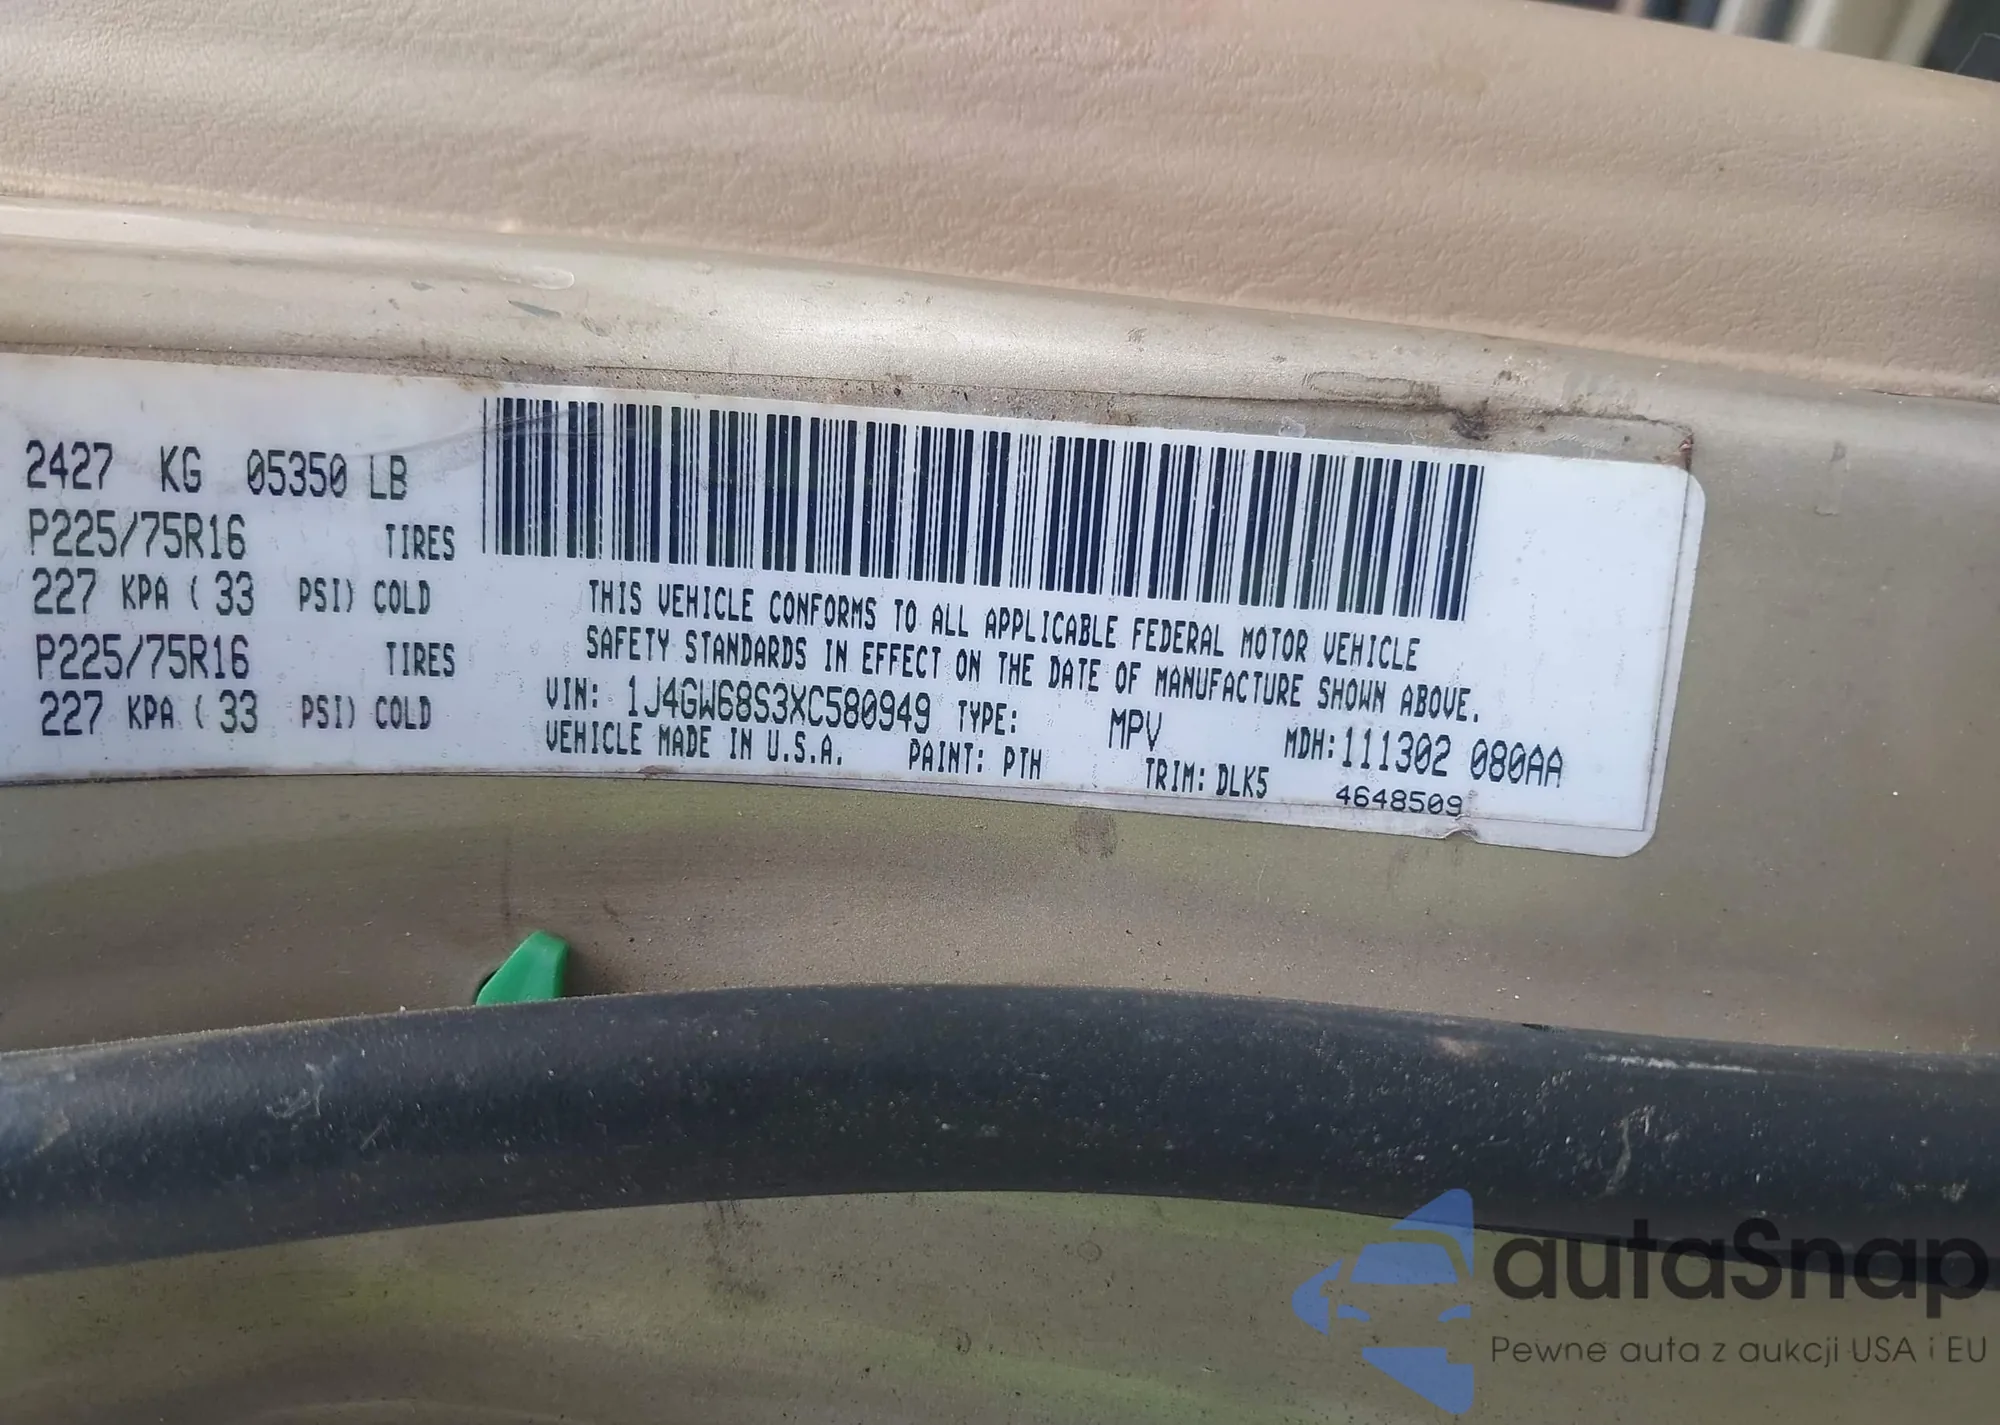 2427 KG 05350 LB
P225/75R16 TIRES
227 KPA ( 33 PSI) COLD
P225/75R16 TIRES
227 KPA ( 33 PSI) COLD
THIS VEHICLE CONFORMS TO ALL APPLICABLE FEDERAL MOTOR VEHICLE
SAFETY STANDARDS IN EFFECT ON THE DATE OF MANUFACTURE SHOWN ABOVE.
VIN: 1J4GW68S3XC580949 TYPE: MPV MDH: 111302 080AA
VEHICLE MADE IN U.S.A. PAINT: PTH TRIM: DLK5 4648509
autaSnap
Pewne auta z aukcji USA i EU